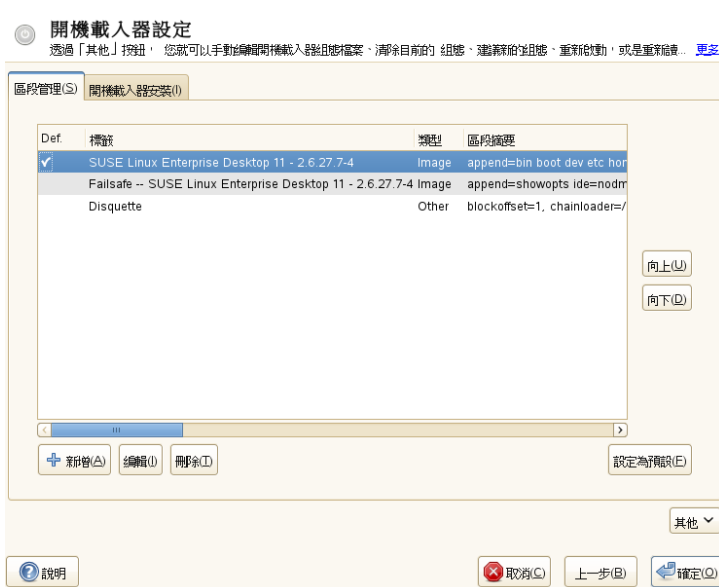 開機載入器設定
透過「其他」按鈕， 您就可以手動編輯開機載入器組態檔案、清除目前的 組態、建議新的組態、重新啟動，或是重新讀... 更多
區段管理(S) 開機載入器安裝(I)
Def. 標籤 類型 區段摘要
SUSE Linux Enterprise Desktop 11 - 2.6.27.7-4 Image append=bin boot dev etc hor
Failsafe -- SUSE Linux Enterprise Desktop 11 - 2.6.27.7-4 Image append=showopts ide=nodm
Disquette Other blockoffset=1, chainloader=/
向上(U)
向下(D)
新增(A) 編輯(I) 刪除(T) 設定為預設(F)
其他
說明 取消(C) 上一步(B) 確定(O)